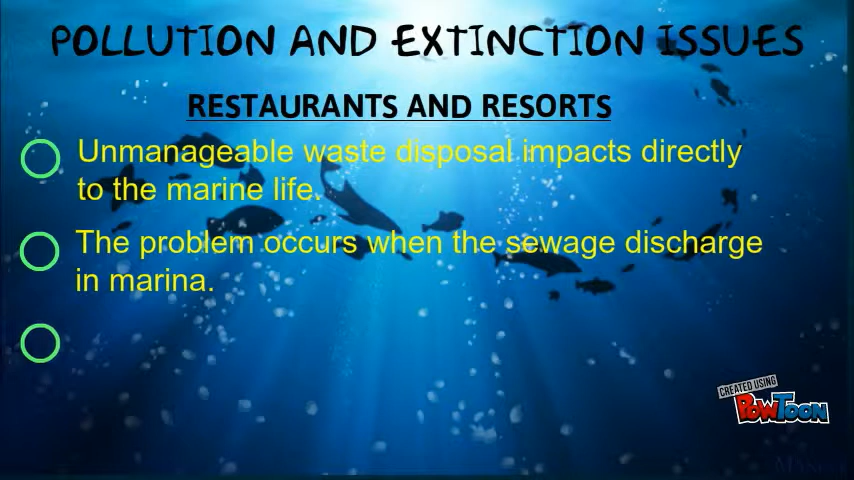 POLLUTION AND EXTINCTION ISSUES
RESTAURANTS AND RESORTS
Unmanageable waste disposal impacts directly
to the marine life.
The problem occurs when the sewage discharge
in marina.
CREATED USING
POWTOON